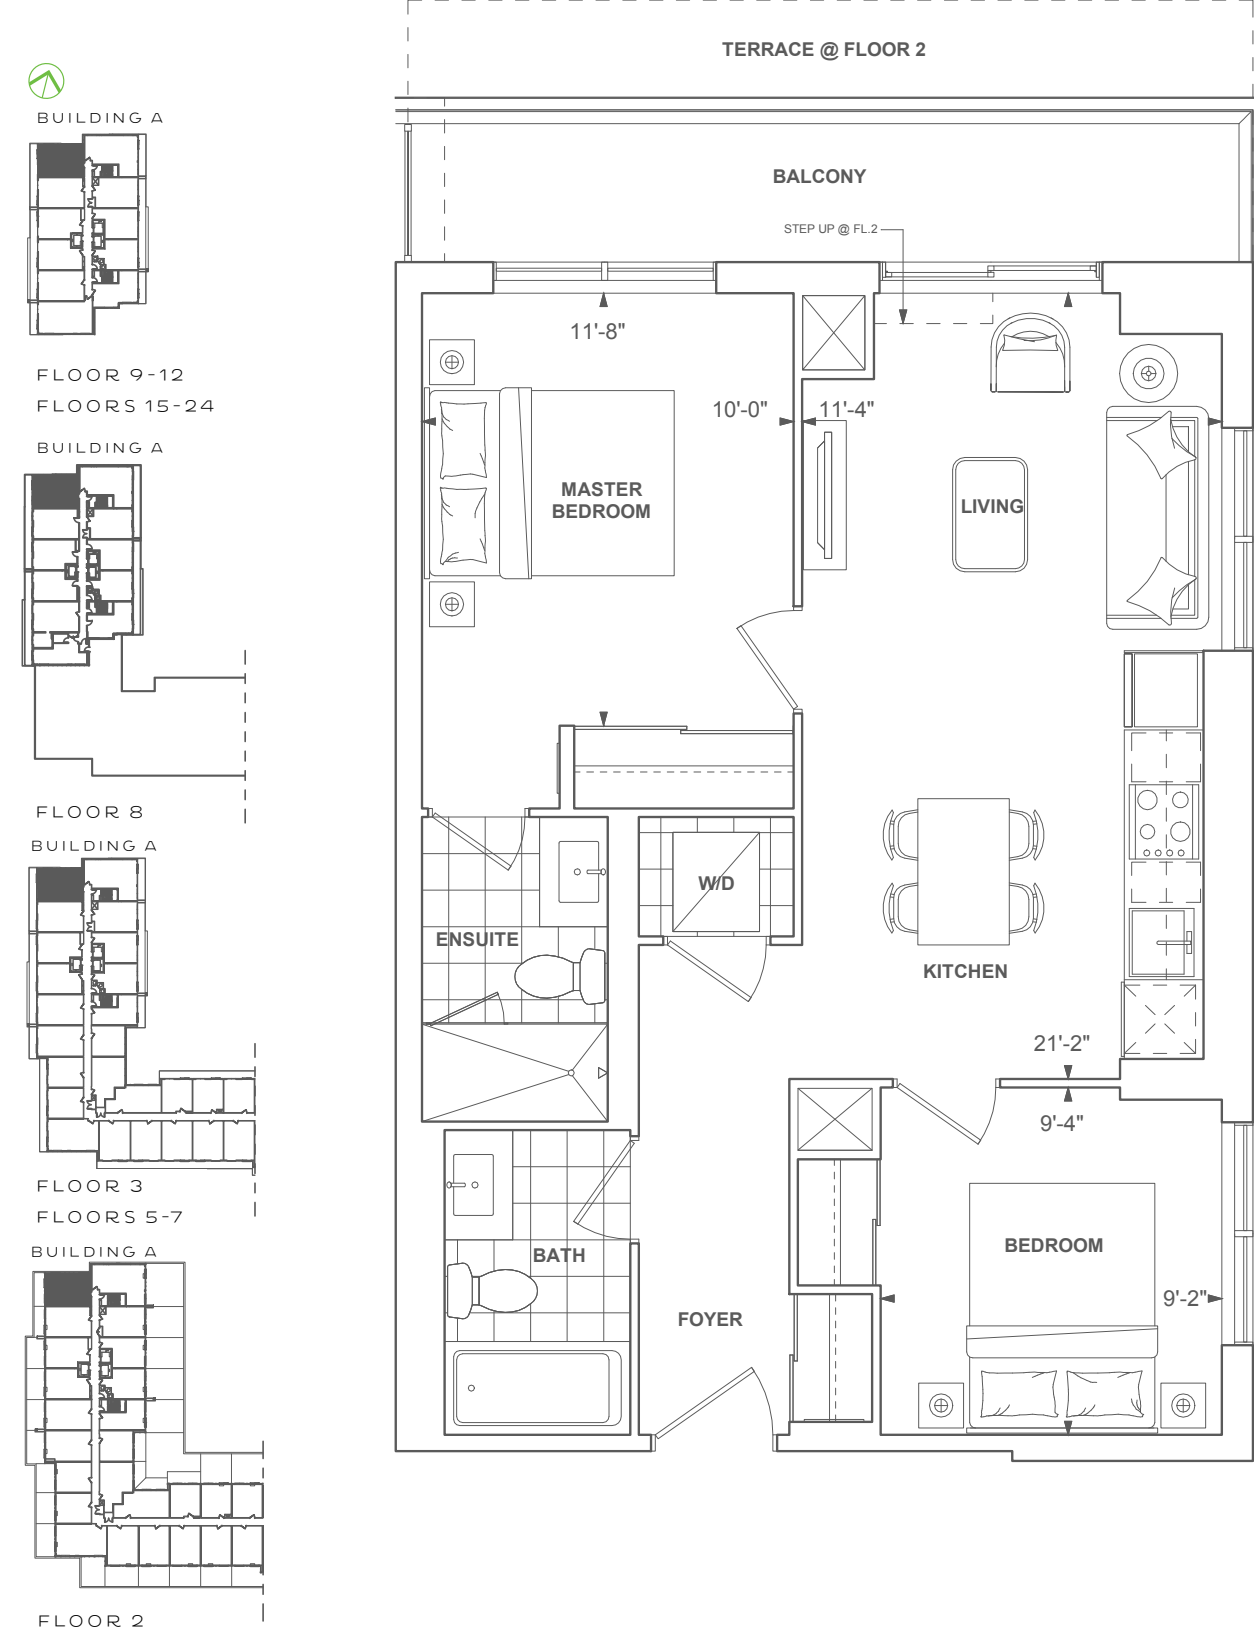 BUILDING A
FLOOR 9-12
FLOORS 15-24
BUILDING A
FLOOR 8
BUILDING A
FLOOR 3
FLOORS 5-7
BUILDING A
FLOOR 2
TERRACE @ FLOOR 2
BALCONY
STEP UP @ FL.2
11'-8"
10'-0"
11'-4"
MASTER
BEDROOM
LIVING
W/D
ENSUITE
KITCHEN
21'-2"
9'-4"
BEDROOM
BATH
9'-2"
FOYER